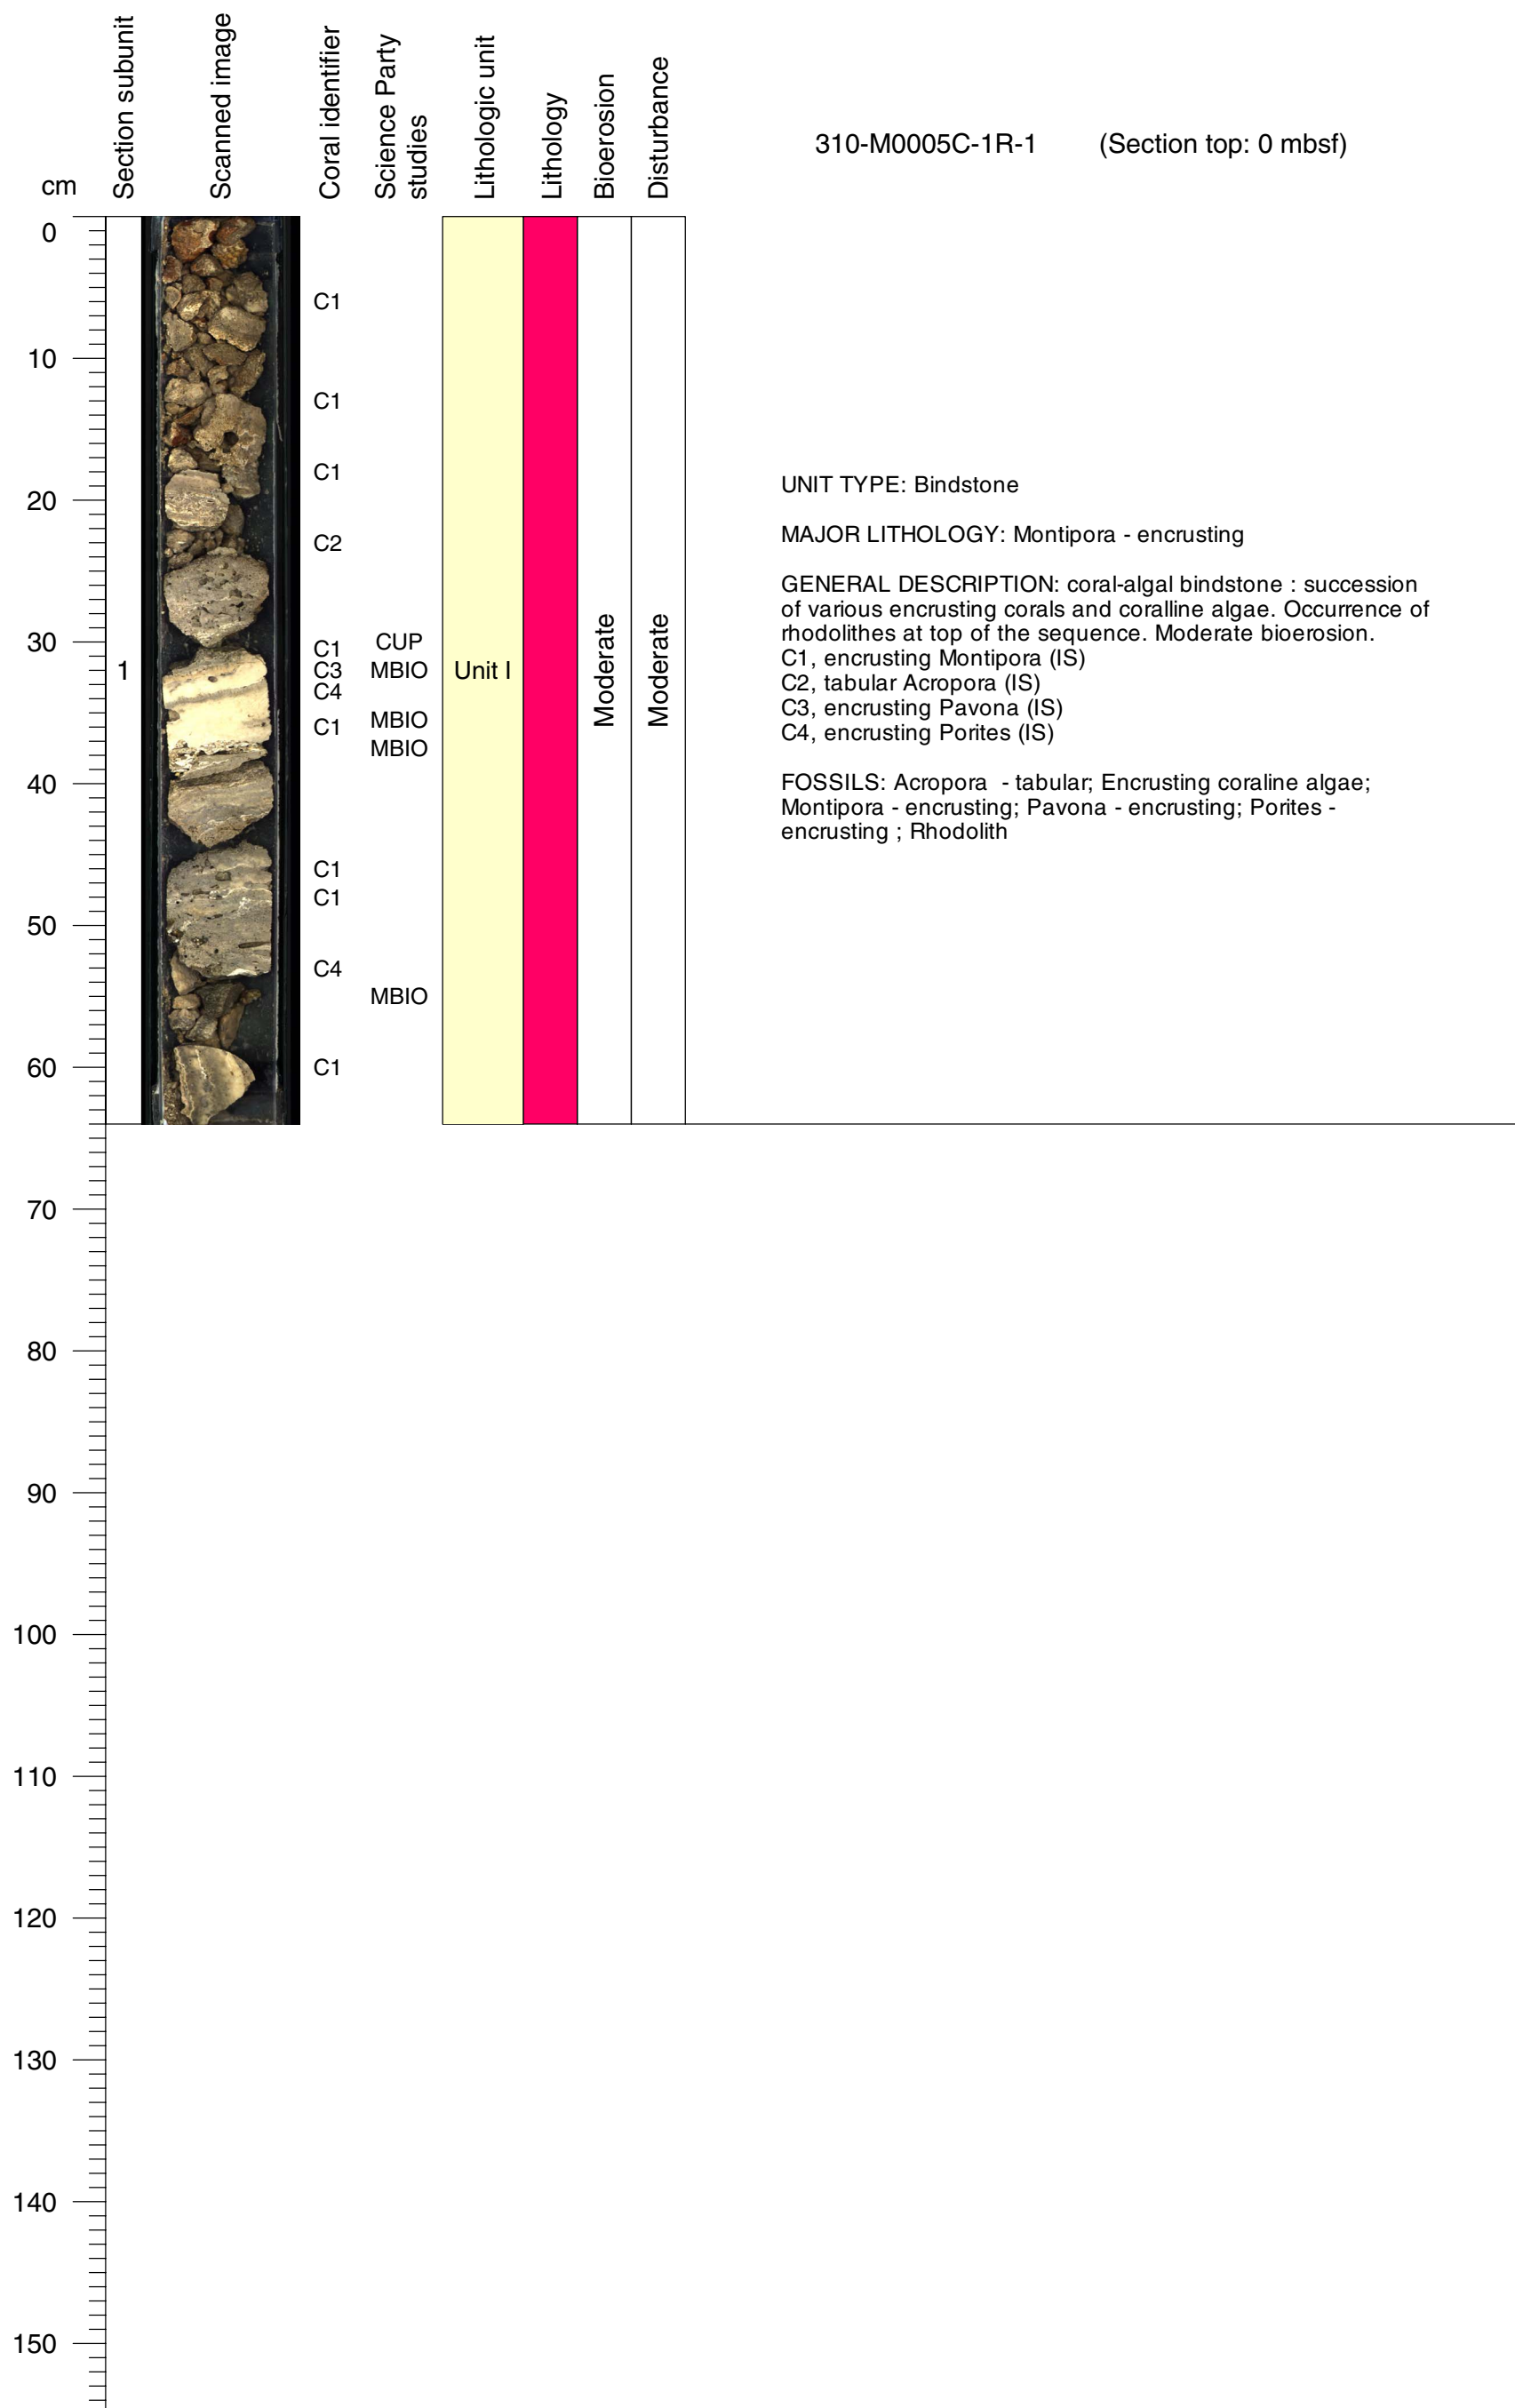 cm
Section subunit
Scanned image
Coral identifier
Science Party
studies
Lithologic unit
Lithology
Bioerosion
Disturbance
310-M0005C-1R-1 (Section top: 0 mbsf)
0
10
20
30
40
50
60
70
80
90
100
110
120
130
140
150
1
C1
C1
C1
C2
C1
C3
C4
C1
C1
C1
C4
C1
CUP
MBIO
MBIO
MBIO
MBIO
Unit I
Moderate
Moderate
UNIT TYPE: Bindstone
MAJOR LITHOLOGY: Montipora - encrusting
GENERAL DESCRIPTION: coral-algal bindstone : succession
of various encrusting corals and coralline algae. Occurrence of
rhodolithes at top of the sequence. Moderate bioerosion.
C1, encrusting Montipora (IS)
C2, tabular Acropora (IS)
C3, encrusting Pavona (IS)
C4, encrusting Porites (IS)
FOSSILS: Acropora - tabular; Encrusting coraline algae;
Montipora - encrusting; Pavona - encrusting; Porites -
encrusting ; Rhodolith